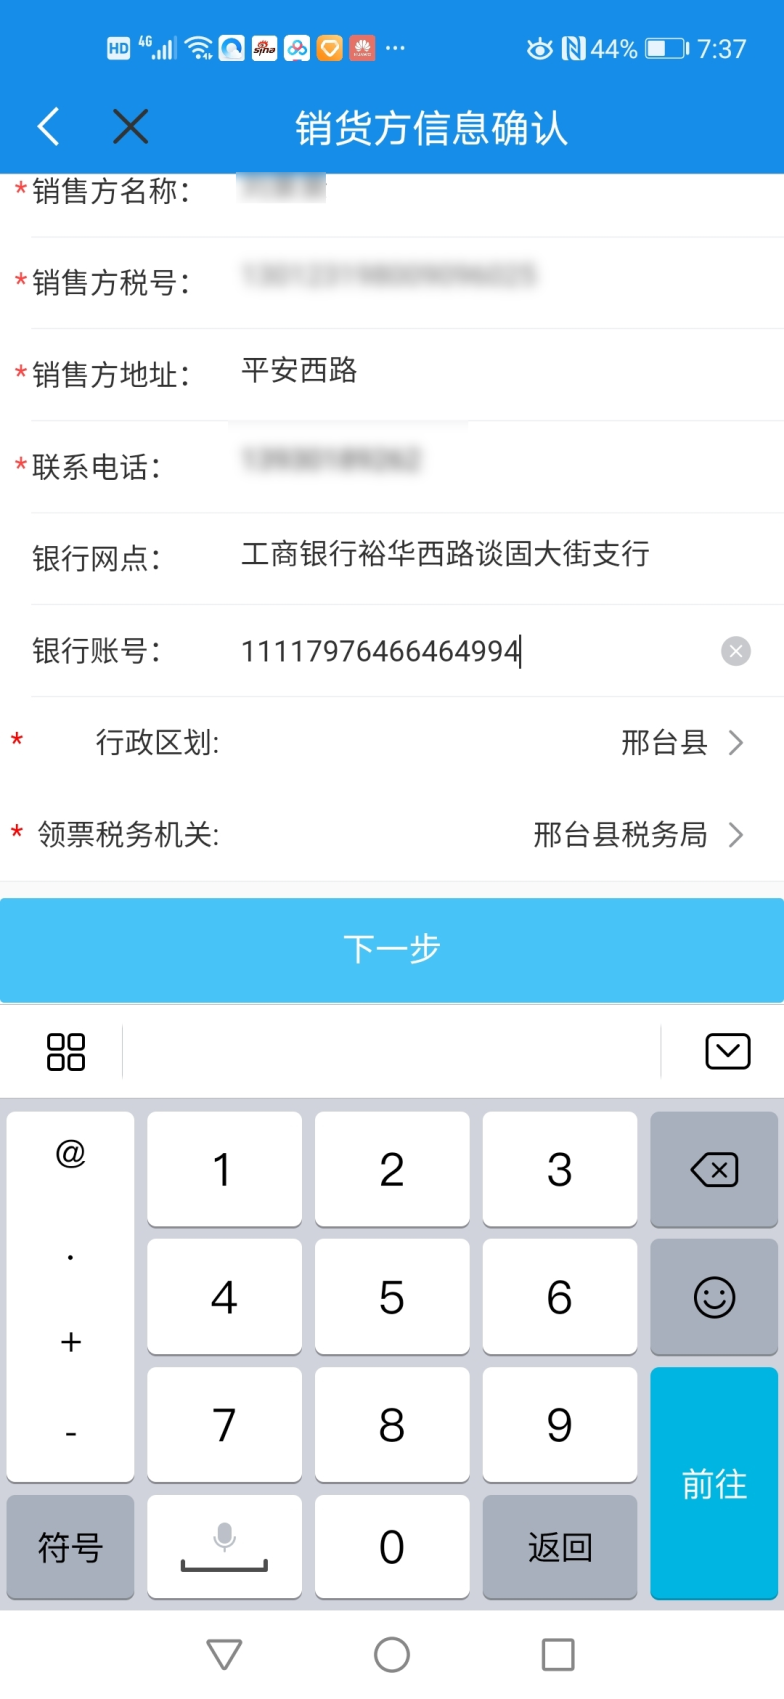 HD 4G 44% 7:37
销货方信息确认
*销售方名称：
*销售方税号：
*销售方地址： 平安西路
*联系电话：
银行网点： 工商银行裕华西路谈固大街支行
银行账号： 11117976466464994
* 行政区划: 邢台县
* 领票税务机关: 邢台县税务局
下一步
@ 1 2 3
.
4 5 6
+
7 8 9
-
前往
符号 0 返回